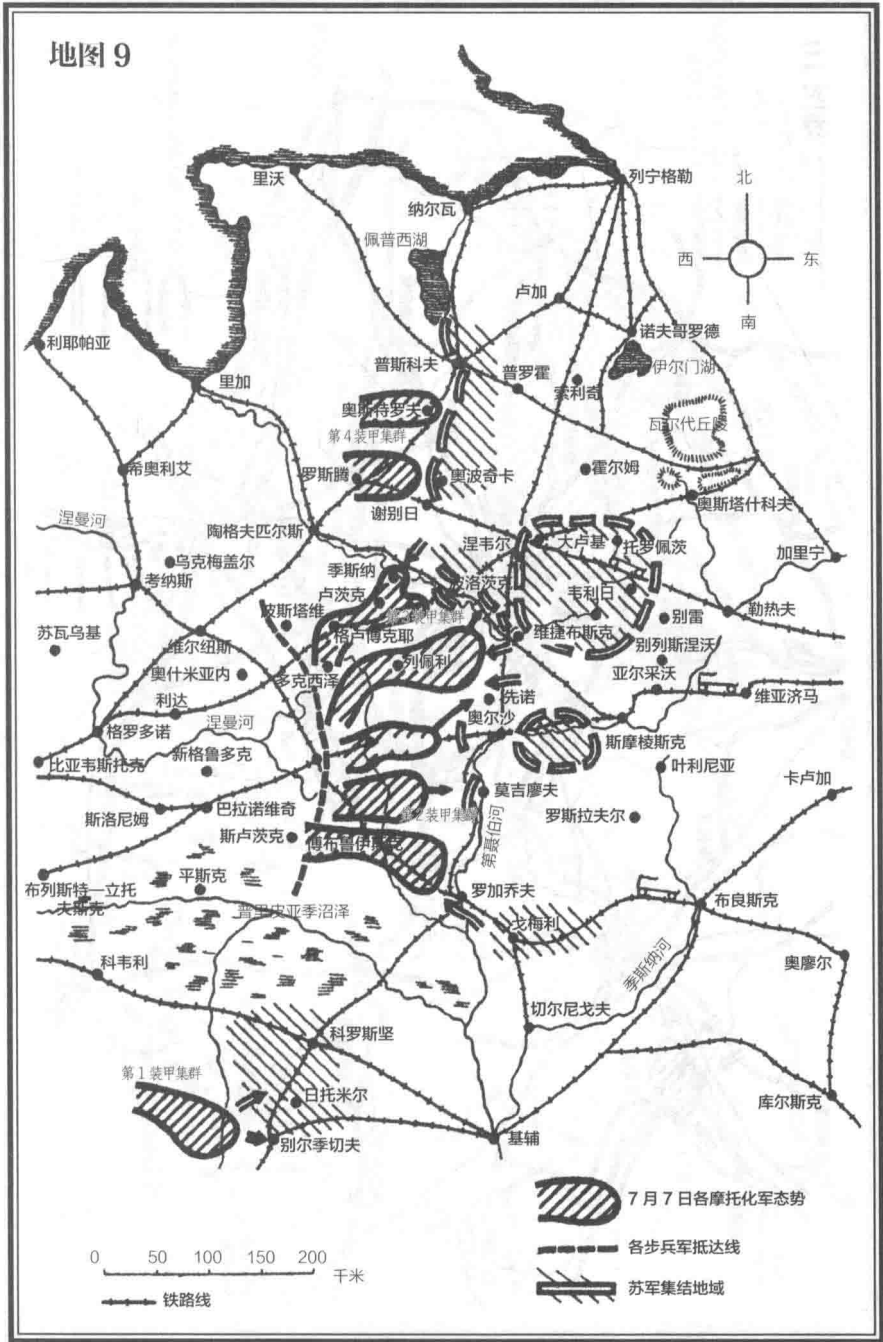 地图 9
里沃
列宁格勒
纳尔瓦
北
佩普西湖
西
东
卢加
南
诺夫哥罗德
利耶帕亚
普斯科夫
普罗霍
伊尔门湖
里加
索利奇
奥斯特罗夫
瓦尔代丘陵
第4装甲集群
希奥利艾
罗斯腾
奥波奇卡
霍尔姆
奥斯塔什科夫
谢别日
涅曼河
陶格夫匹尔斯
涅韦尔
大卢基
托罗佩茨
加里宁
乌克梅盖尔
季斯纳
考纳斯
卢茨克
波洛茨克
韦利日
波斯塔维
第3装甲集群
别雷
勒热夫
苏瓦乌基
维尔纽斯
格卢博克耶
维捷布斯克
别列斯涅沃
奥什米亚内
多克西泽
列佩利
亚尔采沃
利达
先诺
维亚济马
涅曼河
奥尔沙
格罗多诺
斯摩棱斯克
比亚韦斯托克
新格鲁多克
叶利尼亚
莫吉廖夫
卡卢加
斯洛尼姆
巴拉诺维奇
第2装甲集群
罗斯拉夫尔
斯卢茨克
博布鲁伊斯克
第聂伯河
布列斯特—立托
夫斯克
平斯克
罗加乔夫
布良斯克
普里皮亚季沼泽
戈梅利
科韦利
季斯纳河
奥廖尔
切尔尼戈夫
科罗斯坚
第1装甲集群
日托米尔
库尔斯克
别尔季切夫
基辅
7月7日各摩托化军态势
0 50 100 150 200
千米
各步兵军抵达线
铁路线
苏军集结地域